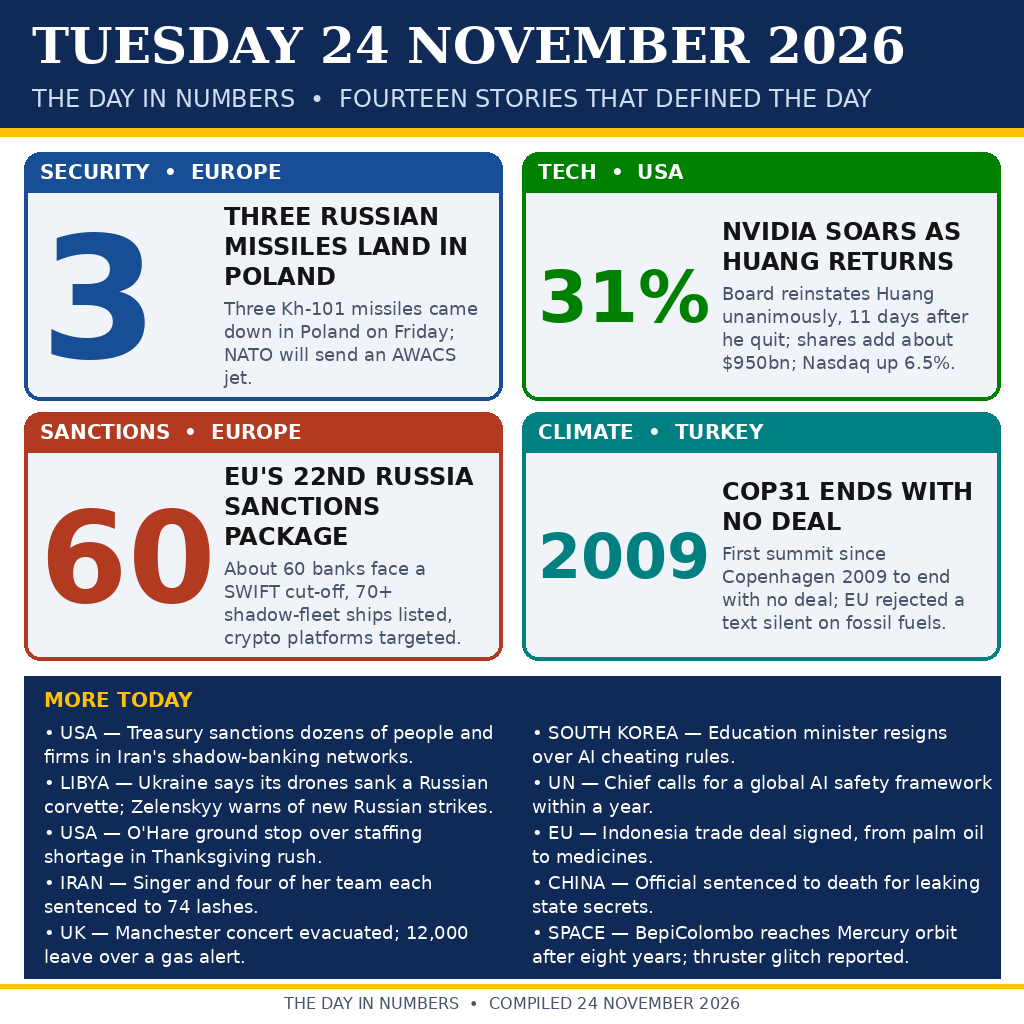 TUESDAY 24 NOVEMBER 2026
THE DAY IN NUMBERS • FOURTEEN STORIES THAT DEFINED THE DAY
SECURITY • EUROPE
3
THREE RUSSIAN
MISSILES LAND IN
POLAND
Three Kh-101 missiles came
down in Poland on Friday;
NATO will send an AWACS
jet.
TECH • USA
31%
NVIDIA SOARS AS
HUANG RETURNS
Board reinstates Huang
unanimously, 11 days after
he quit; shares add about
$950bn; Nasdaq up 6.5%.
SANCTIONS • EUROPE
60
EU'S 22ND RUSSIA
SANCTIONS
PACKAGE
About 60 banks face a
SWIFT cut-off, 70+
shadow-fleet ships listed,
crypto platforms targeted.
CLIMATE • TURKEY
2009
COP31 ENDS WITH
NO DEAL
First summit since
Copenhagen 2009 to end
with no deal; EU rejected a
text silent on fossil fuels.
MORE TODAY
• USA — Treasury sanctions dozens of people and
firms in Iran's shadow-banking networks.
• LIBYA — Ukraine says its drones sank a Russian
corvette; Zelenskyy warns of new Russian strikes.
• USA — O'Hare ground stop over staffing
shortage in Thanksgiving rush.
• IRAN — Singer and four of her team each
sentenced to 74 lashes.
• UK — Manchester concert evacuated; 12,000
leave over a gas alert.
• SOUTH KOREA — Education minister resigns
over AI cheating rules.
• UN — Chief calls for a global AI safety framework
within a year.
• EU — Indonesia trade deal signed, from palm oil
to medicines.
• CHINA — Official sentenced to death for leaking
state secrets.
• SPACE — BepiColombo reaches Mercury orbit
after eight years; thruster glitch reported.
THE DAY IN NUMBERS • COMPILED 24 NOVEMBER 2026